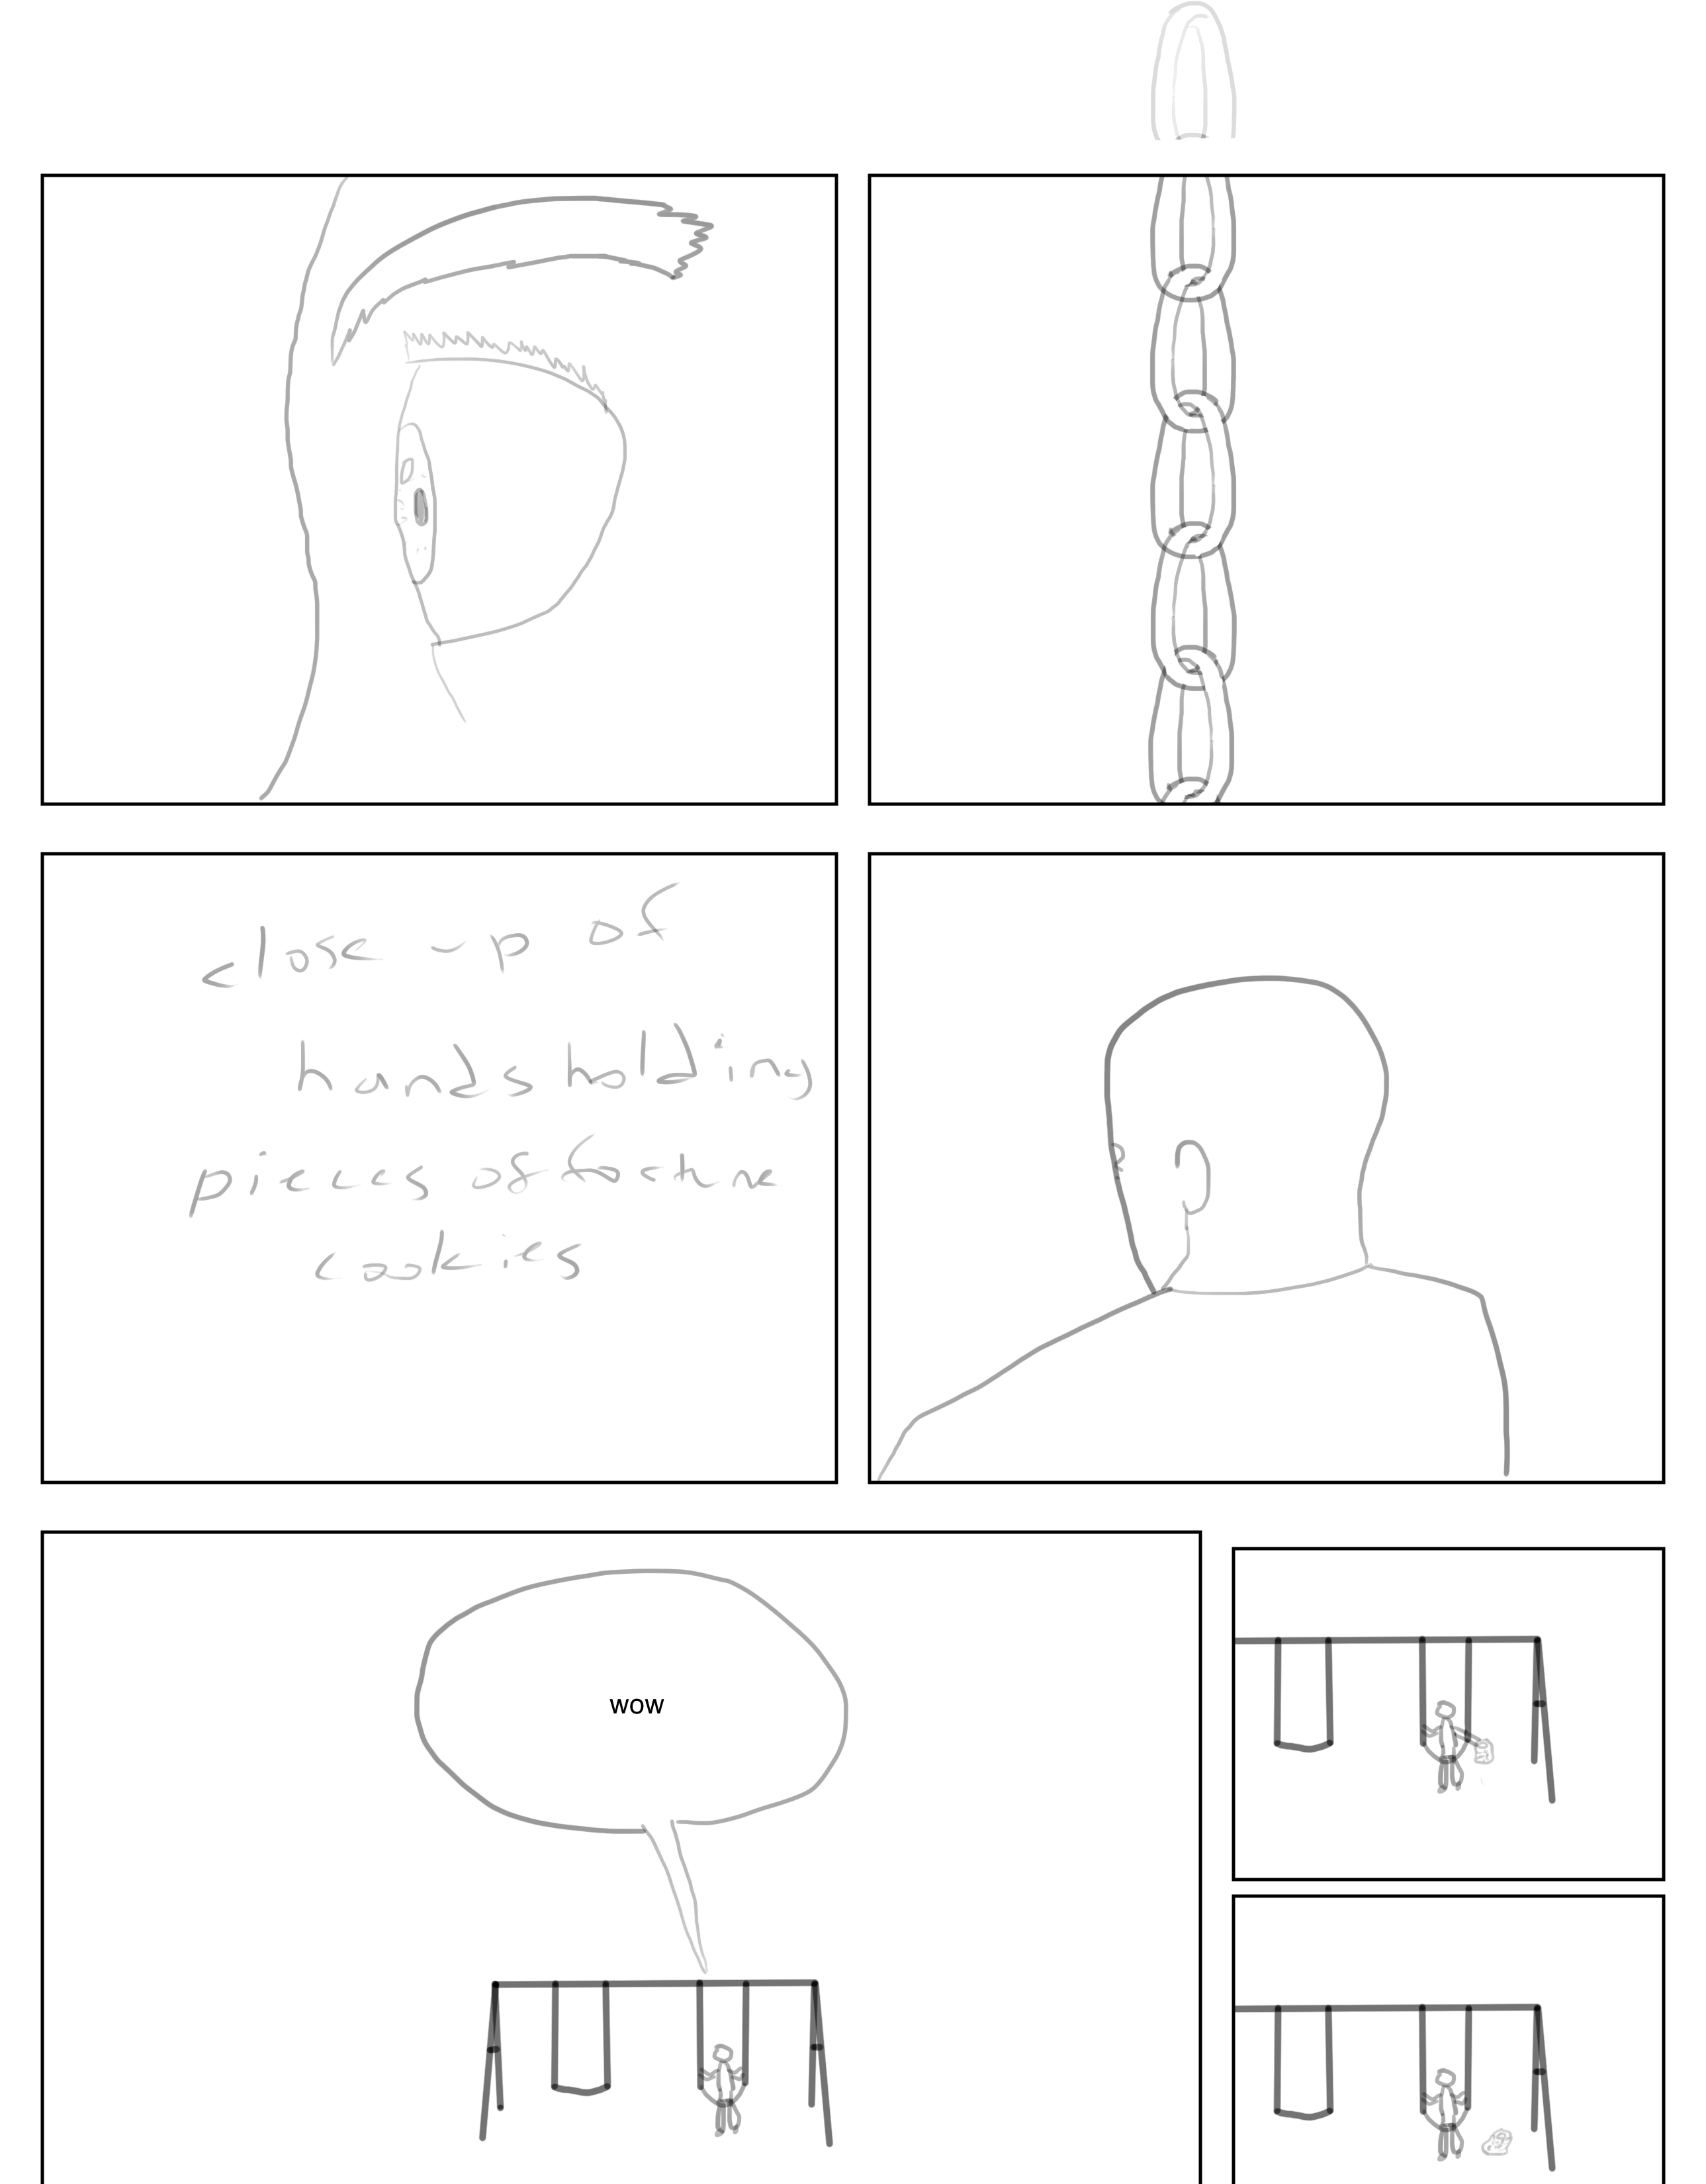 close up of
hands holding
pieces of fortune
cookies
wow